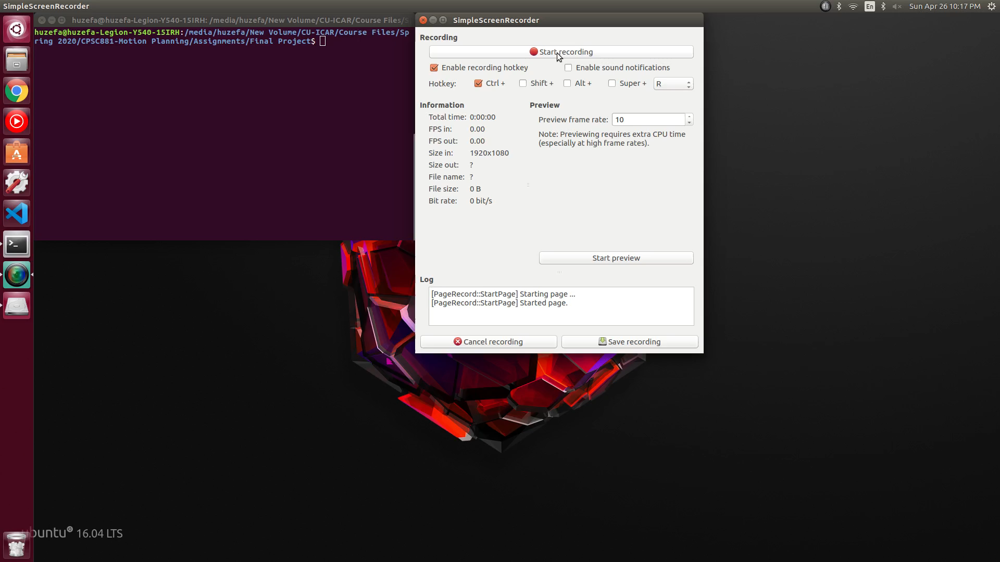 SimpleScreenRecorder
En
Sun Apr 26 10:17 PM
huzefa@huzefa-Legion-Y540-15IRH: /media/huzefa/New Volume/CU-ICAR/Course Files/S
huzefa@huzefa-Legion-Y540-15IRH:/media/huzefa/New Volume/CU-ICAR/Course Files/Sp
ring 2020/CPSC881-Motion Planning/Assignments/Final Project$
SimpleScreenRecorder
Recording
Start recording
Enable recording hotkey Enable sound notifications
Hotkey: Ctrl + Shift + Alt + Super + R
Information
Total time: 0:00:00
FPS in: 0.00
FPS out: 0.00
Size in: 1920x1080
Size out: ?
File name: ?
File size: 0 B
Bit rate: 0 bit/s
Preview
Preview frame rate: 10
Note: Previewing requires extra CPU time
(especially at high frame rates).
Start preview
Log
[PageRecord::StartPage] Starting page ...
[PageRecord::StartPage] Started page.
Cancel recording Save recording
ubuntu 16.04 LTS